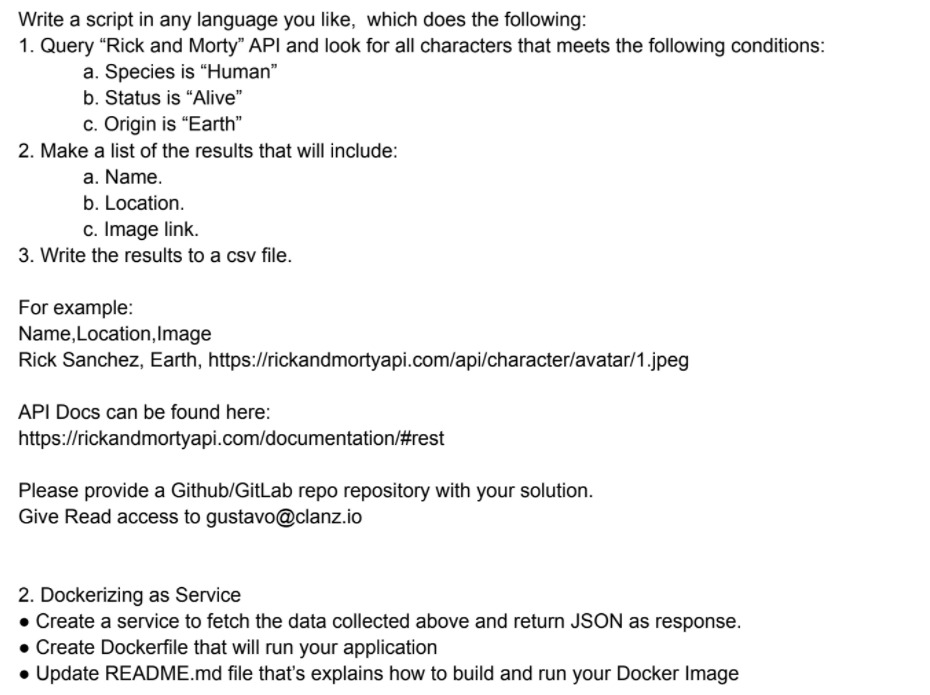 Write a script in any language you like,  which does the following:
1. Query “Rick and Morty” API and look for all characters that meets the following conditions:
a. Species is “Human”
b. Status is “Alive”
c. Origin is “Earth”
2. Make a list of the results that will include:
a. Name.
b. Location.
c. Image link.
3. Write the results to a csv file.
For example:
Name,Location,Image
Rick Sanchez, Earth, https://rickandmortyapi.com/api/character/avatar/1.jpeg
API Docs can be found here:
https://rickandmortyapi.com/documentation/#rest
Please provide a Github/GitLab repo repository with your solution.
Give Read access to gustavo@clanz.io
2. Dockerizing as Service
● Create a service to fetch the data collected above and return JSON as response.
● Create Dockerfile that will run your application
● Update README.md file that’s explains how to build and run your Docker Image